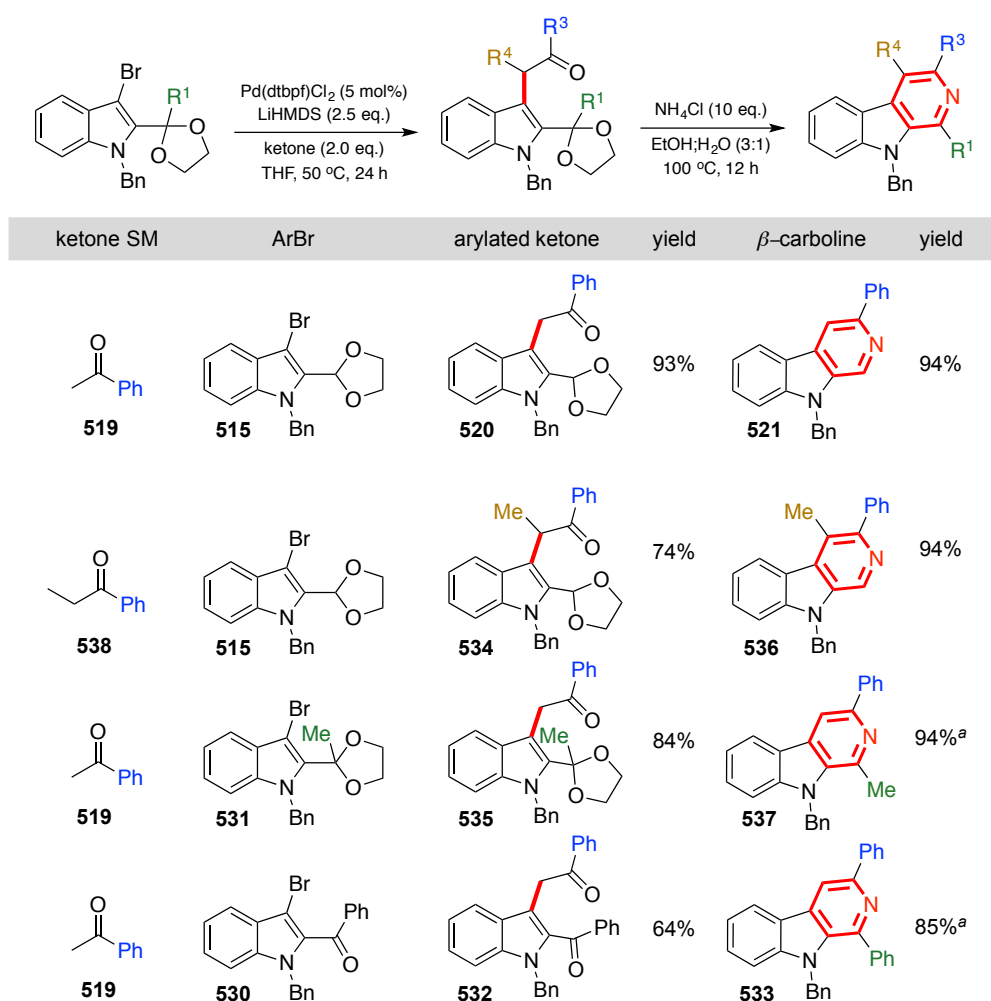 Br
R¹
N
O
O
Bn
Pd(dtbpf)Cl₂ (5 mol%)
LiHMDS (2.5 eq.)
ketone (2.0 eq.)
THF, 50 ºC, 24 h
R³
R⁴
O
R¹
N
O
O
Bn
NH₄Cl (10 eq.)
EtOH;H₂O (3:1)
100 ºC, 12 h
R⁴
R³
N
R¹
N
Bn
ketone SM ArBr arylated ketone yield β–carboline yield
O
Ph
519
Br
O
O
N
Bn
515
Ph
O
O
O
N
Bn
520
93%
Ph
N
N
Bn
521
94%
O
Ph
538
Br
O
O
N
Bn
515
Me
Ph
O
O
O
N
Bn
534
74%
Me
Ph
N
N
Bn
536
94%
O
Ph
519
Br
Me
O
O
N
Bn
531
Ph
O
Me
O
O
N
Bn
535
84%
Ph
N
Me
N
Bn
537
94%ᵃ
O
Ph
519
Br
Ph
O
N
Bn
530
Ph
O
Ph
O
N
Bn
532
64%
Ph
N
Ph
N
Bn
533
85%ᵃ